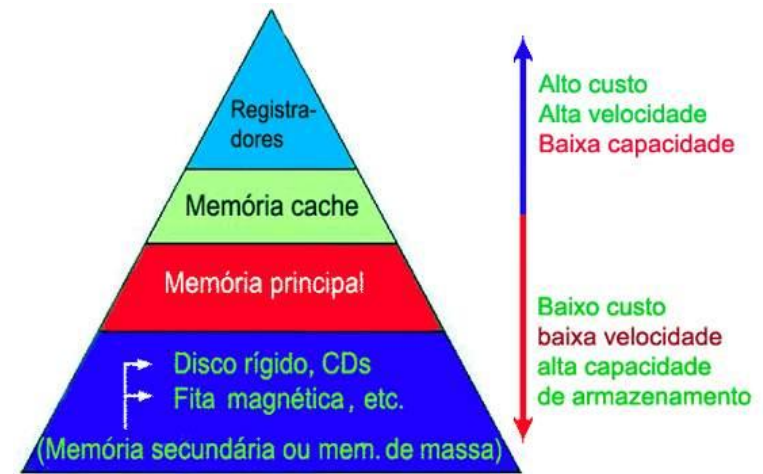 Registra-
dores
Memória cache
Memória principal
Disco rígido, CDs
Fita magnética, etc.
(Memória secundária ou mem. de massa)
Alto custo
Alta velocidade
Baixa capacidade
Baixo custo
baixa velocidade
alta capacidade
de armazenamento